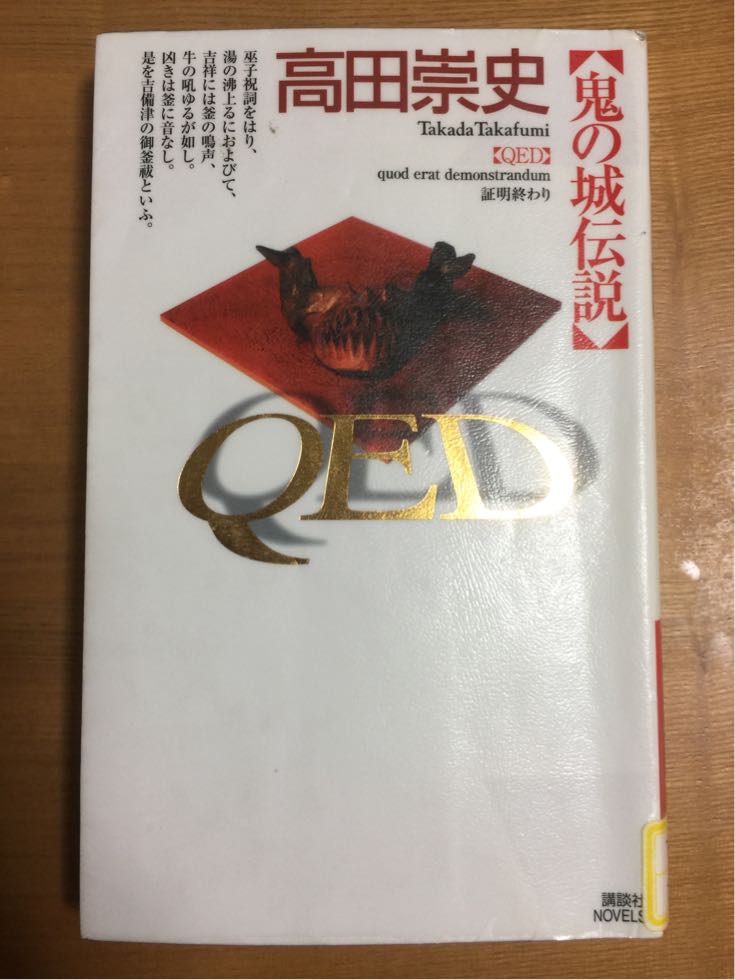 【鬼の城伝説】
高田崇史
Takada Takafumi
【QED】
quod erat demonstrandum
証明終わり
巫子祝詞をはり、
湯の沸上るにおよびて、
吉祥には釜の鳴声、
牛の吼ゆるが如し。
凶きは釜に音なし。
是を吉備津の御釜祓といふ。
QED
講談社
NOVELS